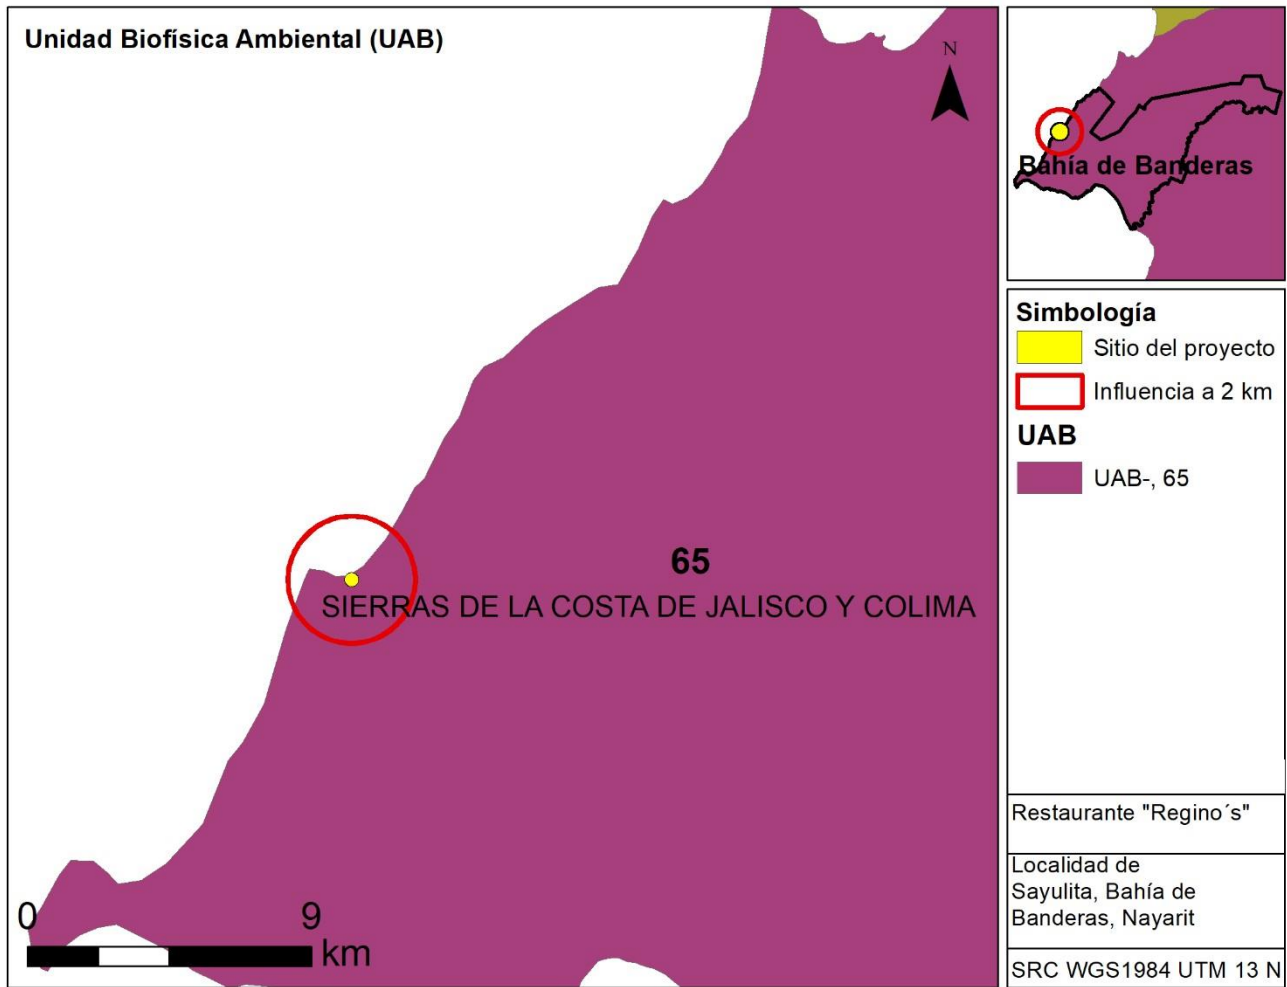 Unidad Biofísica Ambiental (UAB)
N
65
SIERRAS DE LA COSTA DE JALISCO Y COLIMA
0 9
km
Bahía de Banderas
Simbología
Sitio del proyecto
Influencia a 2 km
UAB
UAB-, 65
Restaurante "Regino´s"
Localidad de
Sayulita, Bahía de
Banderas, Nayarit
SRC WGS1984 UTM 13 N